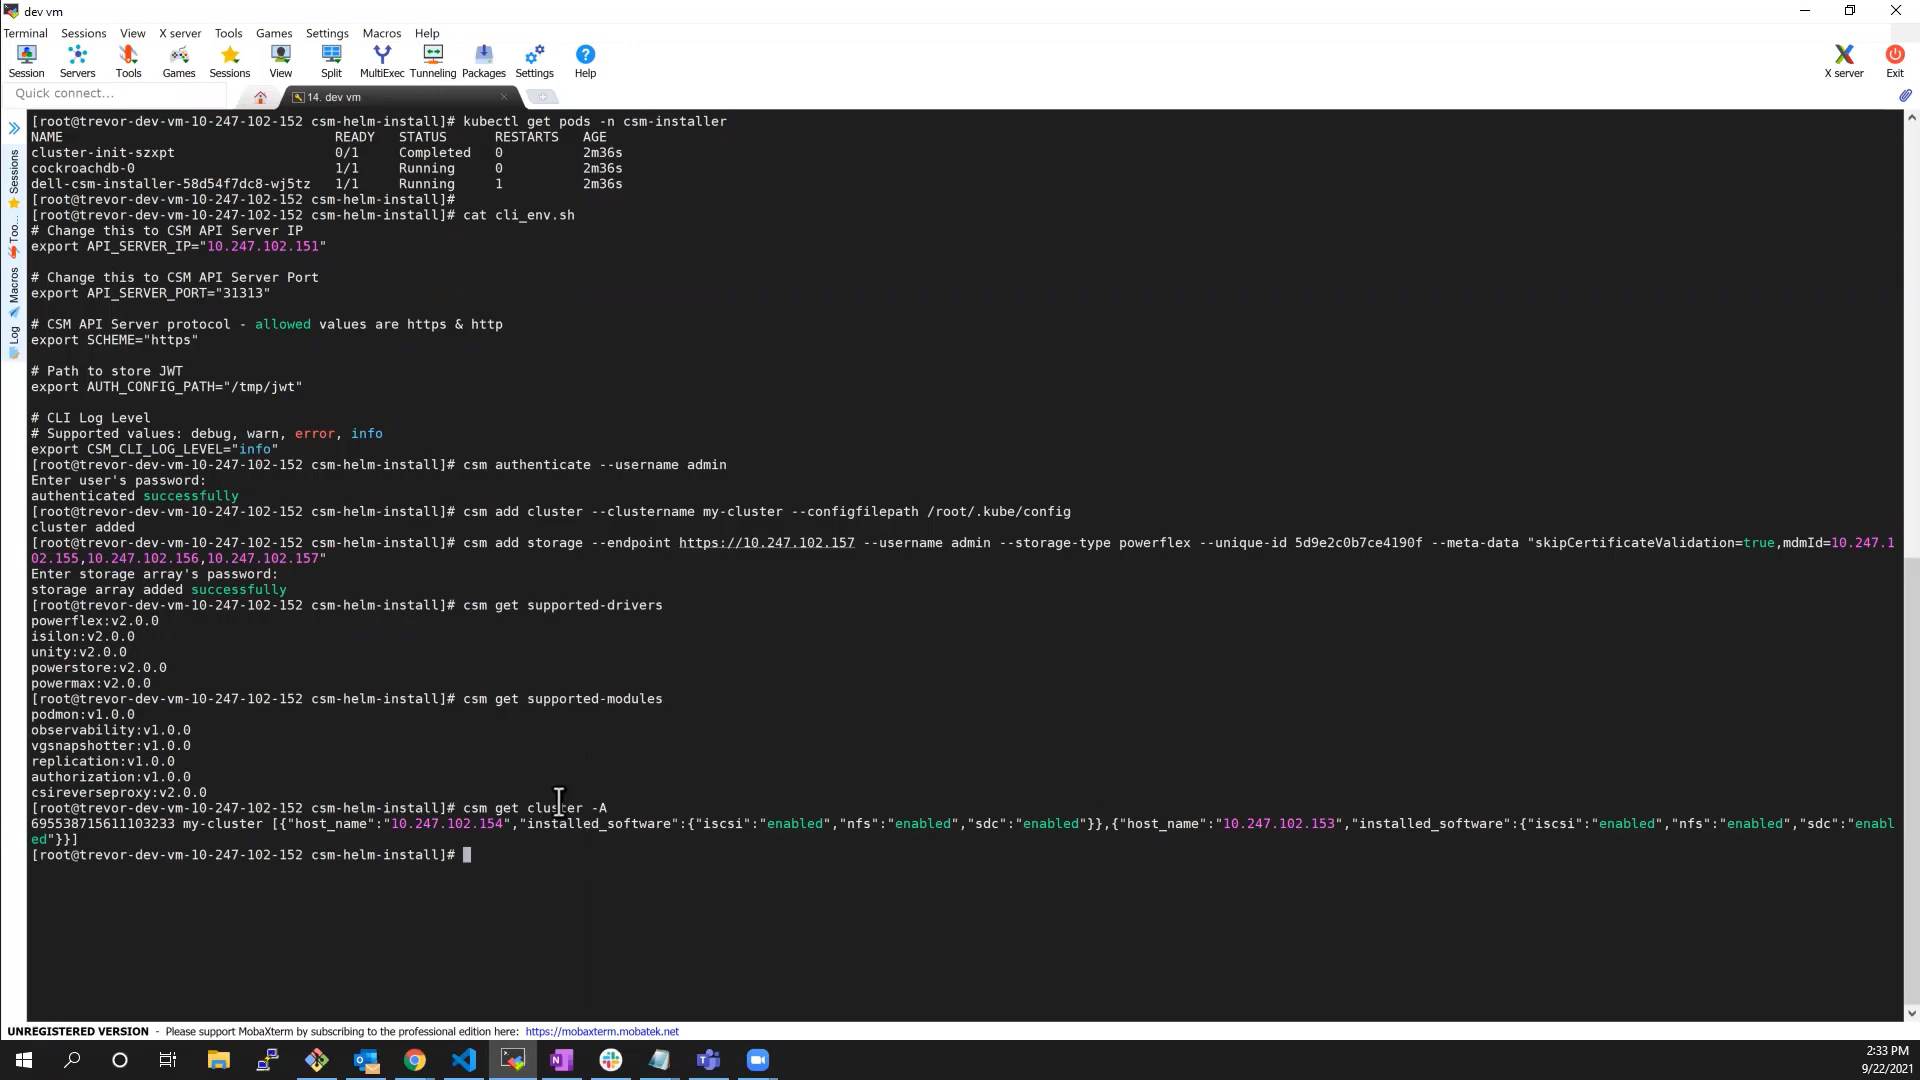 dev vm
Terminal Sessions View X server Tools Games Settings Macros Help
Session Servers Tools Games Sessions View Split MultiExec Tunneling Packages Settings Help X server Exit
Quick connect...
14. dev vm
Sessions
Too...
Macros
Log
[root@trevor-dev-vm-10-247-102-152 csm-helm-install]# kubectl get pods -n csm-installer
NAME READY STATUS RESTARTS AGE
cluster-init-szxpt 0/1 Completed 0 2m36s
cockroachdb-0 1/1 Running 0 2m36s
dell-csm-installer-58d54f7dc8-wj5tz 1/1 Running 1 2m36s
[root@trevor-dev-vm-10-247-102-152 csm-helm-install]#
[root@trevor-dev-vm-10-247-102-152 csm-helm-install]# cat cli_env.sh
# Change this to CSM API Server IP
export API_SERVER_IP="10.247.102.151"
# Change this to CSM API Server Port
export API_SERVER_PORT="31313"
# CSM API Server protocol - allowed values are https & http
export SCHEME="https"
# Path to store JWT
export AUTH_CONFIG_PATH="/tmp/jwt"
# CLI Log Level
# Supported values: debug, warn, error, info
export CSM_CLI_LOG_LEVEL="info"
[root@trevor-dev-vm-10-247-102-152 csm-helm-install]# csm authenticate --username admin
Enter user's password:
authenticated successfully
[root@trevor-dev-vm-10-247-102-152 csm-helm-install]# csm add cluster --clustername my-cluster --configfilepath /root/.kube/config
cluster added
[root@trevor-dev-vm-10-247-102-152 csm-helm-install]# csm add storage --endpoint https://10.247.102.157 --username admin --storage-type powerflex --unique-id 5d9e2c0b7ce4190f --meta-data "skipCertificateValidation=true,mdmId=10.247.1
02.155,10.247.102.156,10.247.102.157"
Enter storage array's password:
storage array added successfully
[root@trevor-dev-vm-10-247-102-152 csm-helm-install]# csm get supported-drivers
powerflex:v2.0.0
isilon:v2.0.0
unity:v2.0.0
powerstore:v2.0.0
powermax:v2.0.0
[root@trevor-dev-vm-10-247-102-152 csm-helm-install]# csm get supported-modules
podmon:v1.0.0
observability:v1.0.0
vgsnapshotter:v1.0.0
replication:v1.0.0
authorization:v1.0.0
csireverseproxy:v2.0.0
[root@trevor-dev-vm-10-247-102-152 csm-helm-install]# csm get cluster -A
695538715611103233 my-cluster [{"host_name":"10.247.102.154","installed_software":{"iscsi":"enabled","nfs":"enabled","sdc":"enabled"}},{"host_name":"10.247.102.153","installed_software":{"iscsi":"enabled","nfs":"enabled","sdc":"enabl
ed"}}]
[root@trevor-dev-vm-10-247-102-152 csm-helm-install]#
UNREGISTERED VERSION - Please support MobaXterm by subscribing to the professional edition here: https://mobaxterm.mobatek.net
2:33 PM
9/22/2021